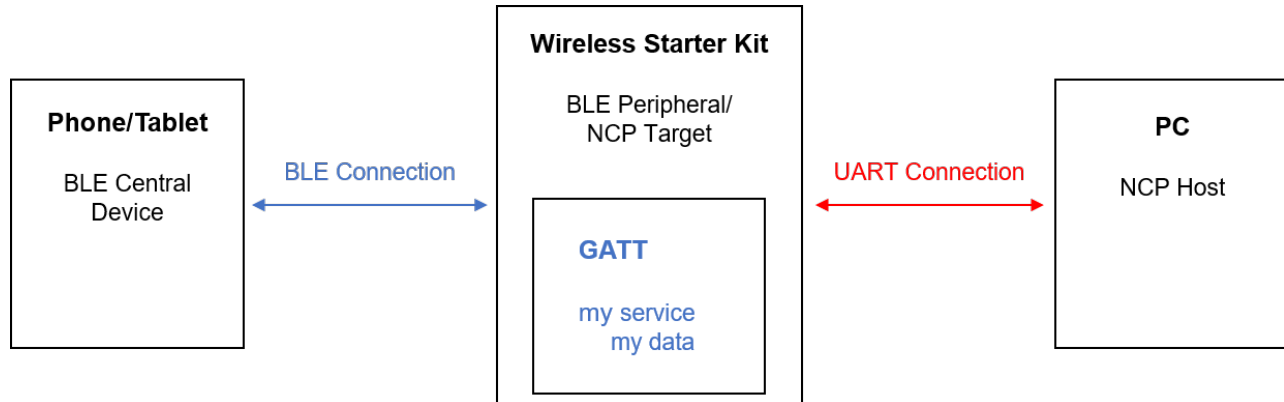 Phone/Tablet
BLE Central
Device
BLE Connection
Wireless Starter Kit
BLE Peripheral/
NCP Target
GATT
my service
my data
UART Connection
PC
NCP Host